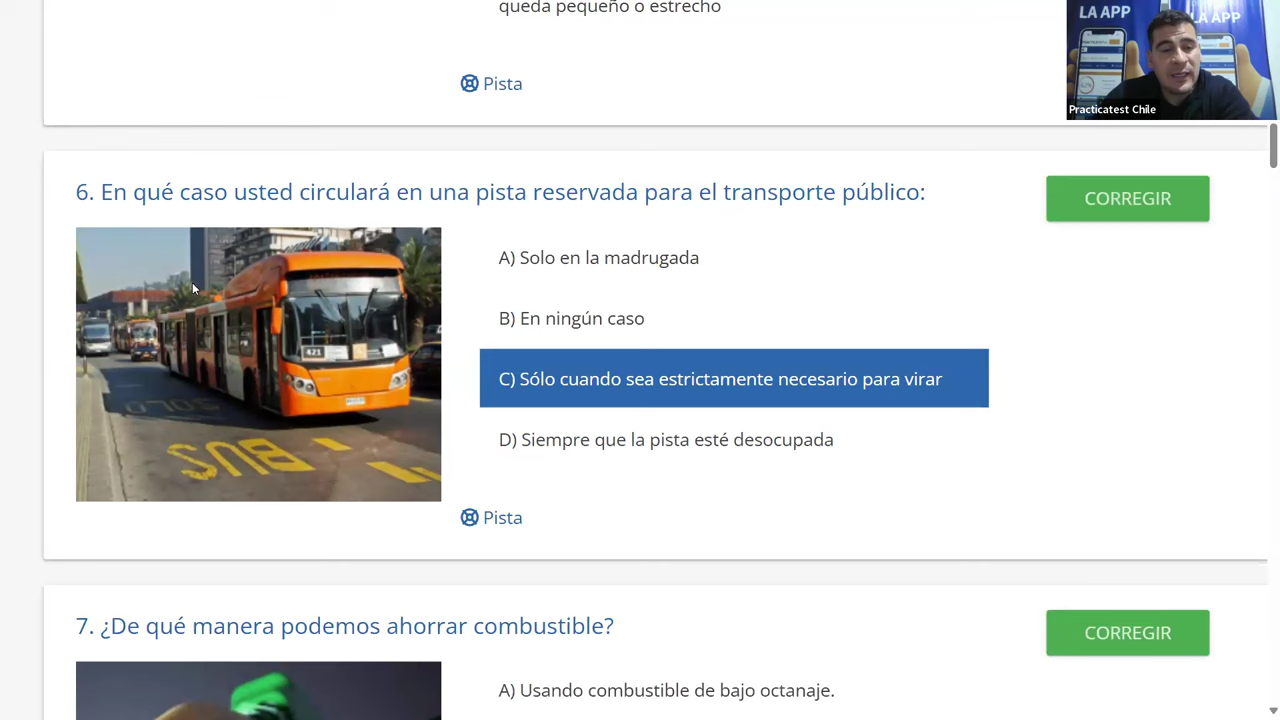 queda pequeño o estrecho
LA APP
LA APP
Pista
Practicatest Chile
6. En qué caso usted circulará en una pista reservada para el transporte público:
CORREGIR
A) Solo en la madrugada
B) En ningún caso
C) Sólo cuando sea estrictamente necesario para virar
421
D) Siempre que la pista esté desocupada
SOLO
BUS
Pista
7. ¿De qué manera podemos ahorrar combustible?
CORREGIR
A) Usando combustible de bajo octanaje.